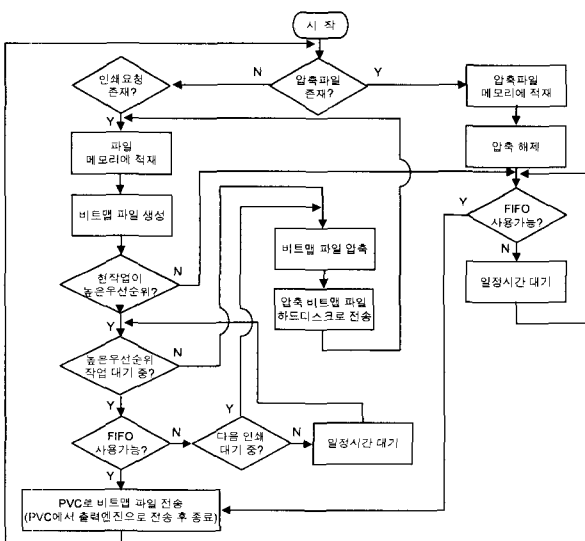 시 작
인쇄요청
존재?
N
압축파일
존재?
Y
압축파일
메모리에 적재
Y
파일
메모리에 적재
압축 해제
비트맵 파일 생성
Y
FIFO
사용가능?
N
비트맵 파일 압축
현작업이
높은우선순위?
N
일정시간 대기
압축 비트맵 파일
하드디스크로 전송
Y
높은우선순위
작업 대기 중?
N
Y
Y
FIFO
사용가능?
N
다음 인쇄
대기 중?
N
일정시간 대기
Y
PVC로 비트맵 파일 전송
(PVC에서 출력엔진으로 전송 후 종료)